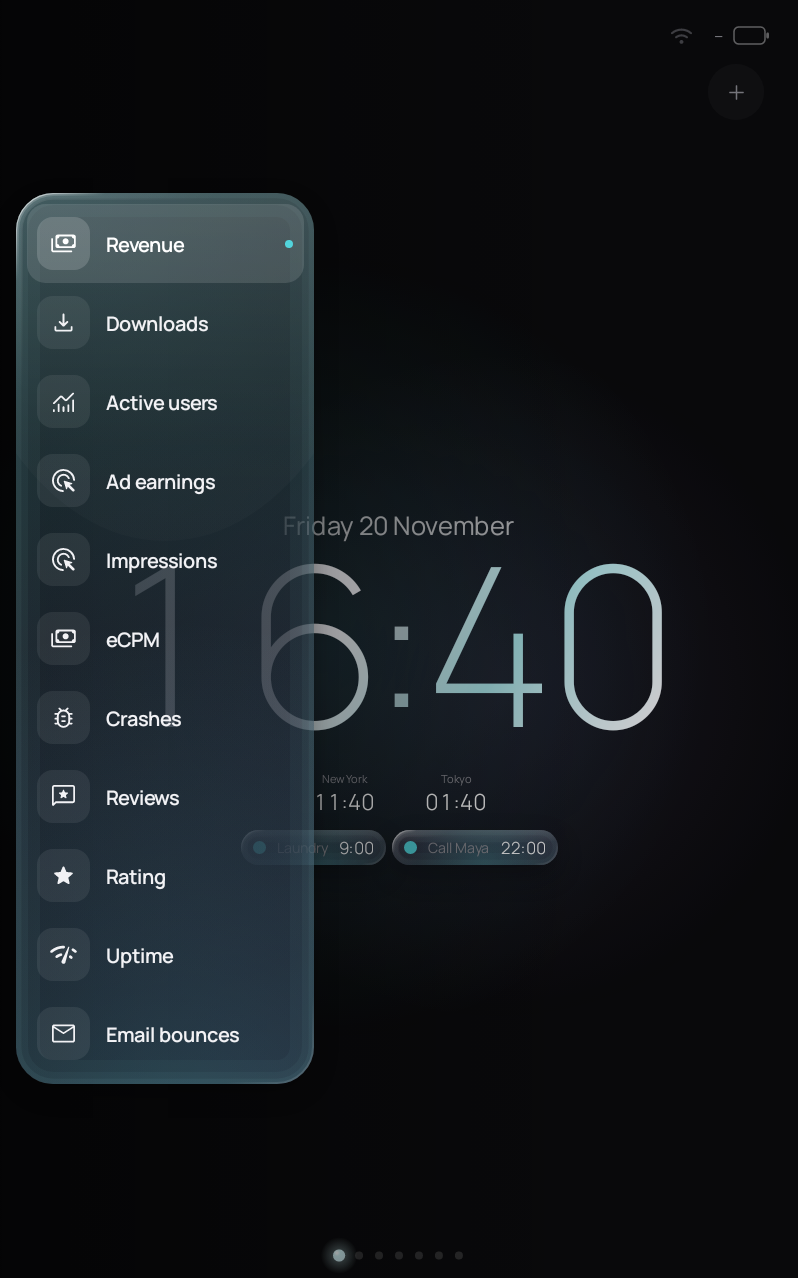 –
+
Revenue
Downloads
Active users
Ad earnings
Friday 20 November
Impressions
16:40
eCPM
Crashes
New York
Tokyo
11:40
01:40
Reviews
Laundry 9:00
Call Maya 22:00
Rating
Uptime
Email bounces